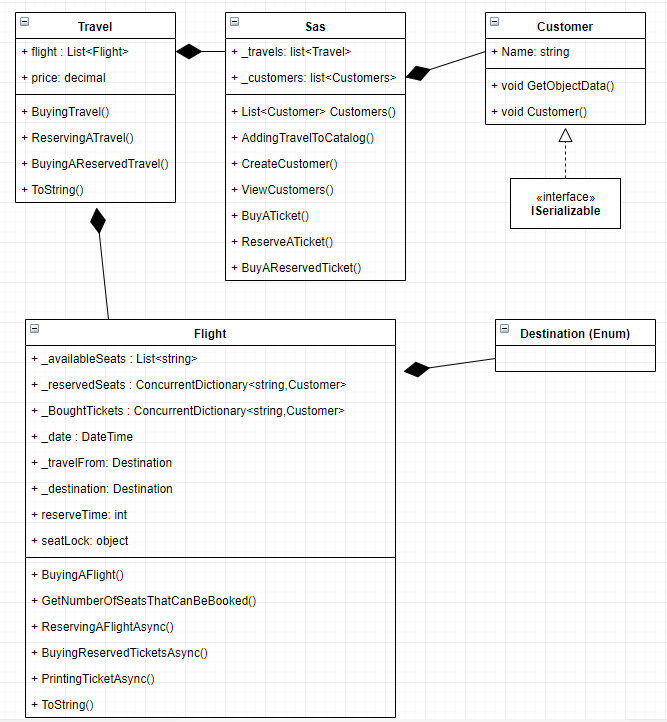 Travel
+ flight : List<Flight>
+ price: decimal
+ BuyingTravel()
+ ReservingATravel()
+ BuyingAReservedTravel()
+ ToString()
Sas
+ _travels: list<Travel>
+ _customers: list<Customers>
+ List<Customer> Customers()
+ AddingTravelToCatalog()
+ CreateCustomer()
+ ViewCustomers()
+ BuyATicket()
+ ReserveATicket()
+ BuyAReservedTicket()
Customer
+ Name: string
+ void GetObjectData()
+ void Customer()
«interface»
ISerializable
Flight
+ _availableSeats : List<string>
+ _reservedSeats : ConcurrentDictionary<string,Customer>
+ _BoughtTickets : ConcurrentDictionary<string,Customer>
+ _date : DateTime
+ _travelFrom: Destination
+ _destination: Destination
+ reserveTime: int
+ seatLock: object
+ BuyingAFlight()
+ GetNumberOfSeatsThatCanBeBooked()
+ ReservingAFlightAsync()
+ BuyingReservedTicketsAsync()
+ PrintingTicketAsync()
+ ToString()
Destination (Enum)